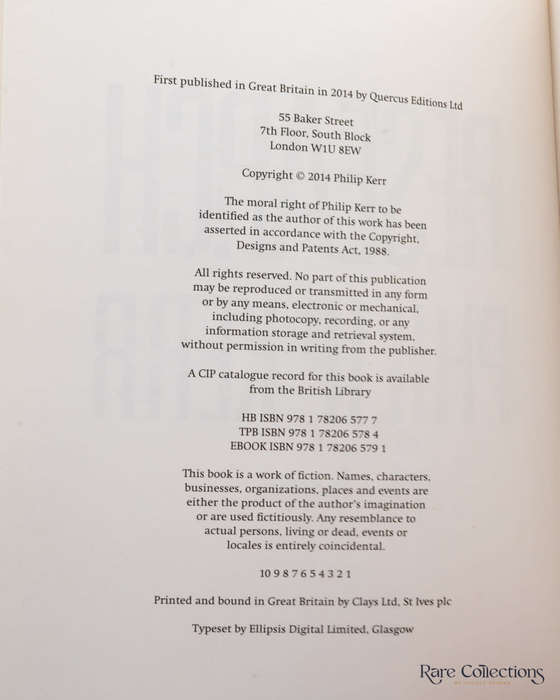 First published in Great Britain in 2014 by Quercus Editions Ltd
55 Baker Street
7th Floor, South Block
London W1U 8EW
Copyright © 2014 Philip Kerr
The moral right of Philip Kerr to be
identified as the author of this work has been
asserted in accordance with the Copyright,
Designs and Patents Act, 1988.
All rights reserved. No part of this publication
may be reproduced or transmitted in any form
or by any means, electronic or mechanical,
including photocopy, recording, or any
information storage and retrieval system,
without permission in writing from the publisher.
A CIP catalogue record for this book is available
from the British Library
HB ISBN 978 1 78206 577 7
TPB ISBN 978 1 78206 578 4
EBOOK ISBN 978 1 78206 579 1
This book is a work of fiction. Names, characters,
businesses, organizations, places and events are
either the product of the author's imagination
or are used fictitiously. Any resemblance to
actual persons, living or dead, events or
locales is entirely coincidental.
10 9 8 7 6 5 4 3 2 1
Printed and bound in Great Britain by Clays Ltd, St Ives plc
Typeset by Ellipsis Digital Limited, Glasgow
Rare Collections